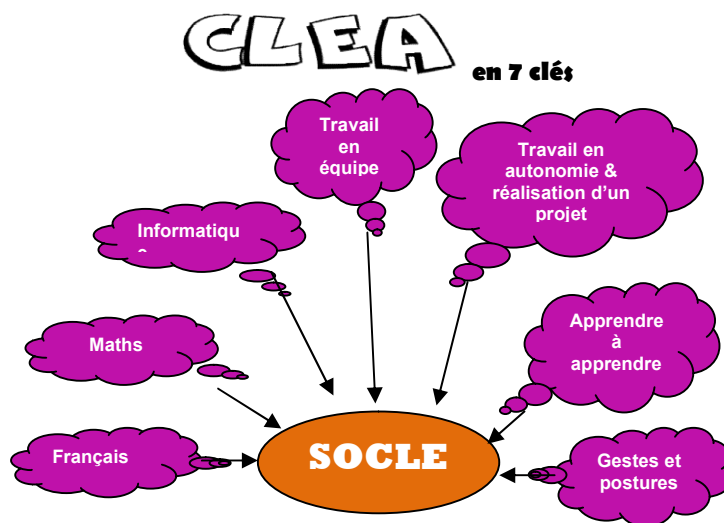 CLEA en 7 clés
Travail
en
équipe
Travail en
autonomie &
réalisation d'un
projet
Informatiqu
Apprendre
à
apprendre
Maths
SOCLE
Français
Gestes et
postures